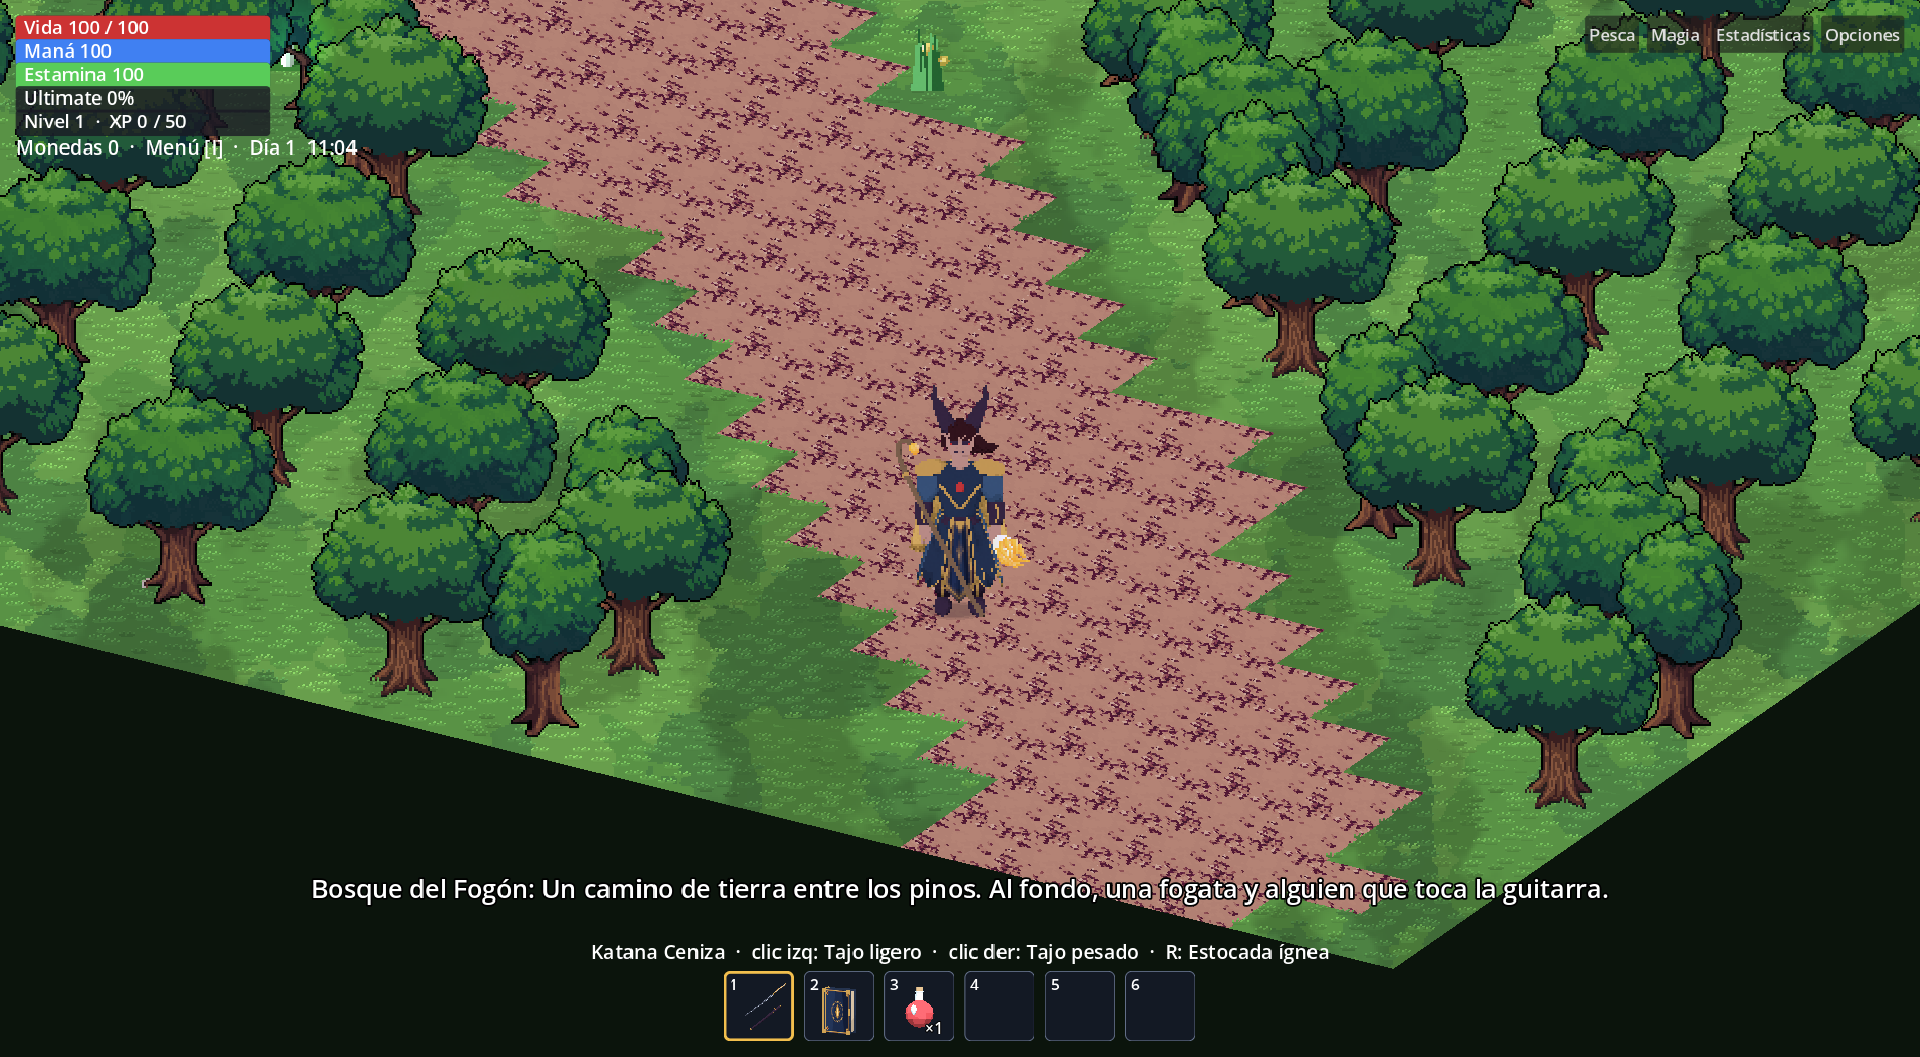 Vida 100 / 100
Maná 100
Estamina 100
Ultimate 0%
Nivel 1 · XP 0 / 50
Monedas 0 · Menú [I] · Día 1 11:04
Pesca Magia Estadísticas Opciones
Bosque del Fogón: Un camino de tierra entre los pinos. Al fondo, una fogata y alguien que toca la guitarra.
Katana Ceniza · clic izq: Tajo ligero · clic der: Tajo pesado · R: Estocada ígnea
1 2 3 4 5 6
×1